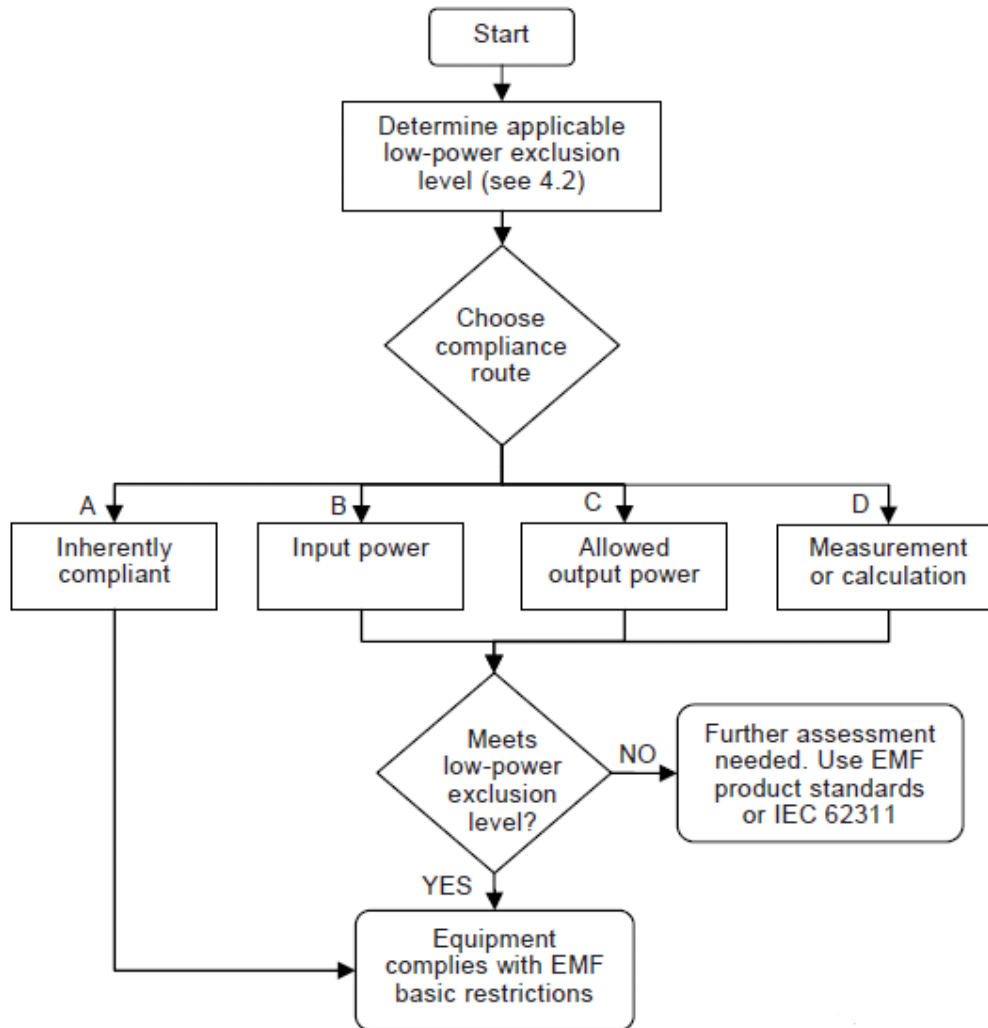 Start
Determine applicable
low-power exclusion
level (see 4.2)
Choose
compliance
route
A
B
C
D
Inherently
compliant
Input power
Allowed
output power
Measurement
or calculation
Meets
low-power
exclusion
level?
NO
Further assessment
needed. Use EMF
product standards
or IEC 62311
YES
Equipment
complies with EMF
basic restrictions